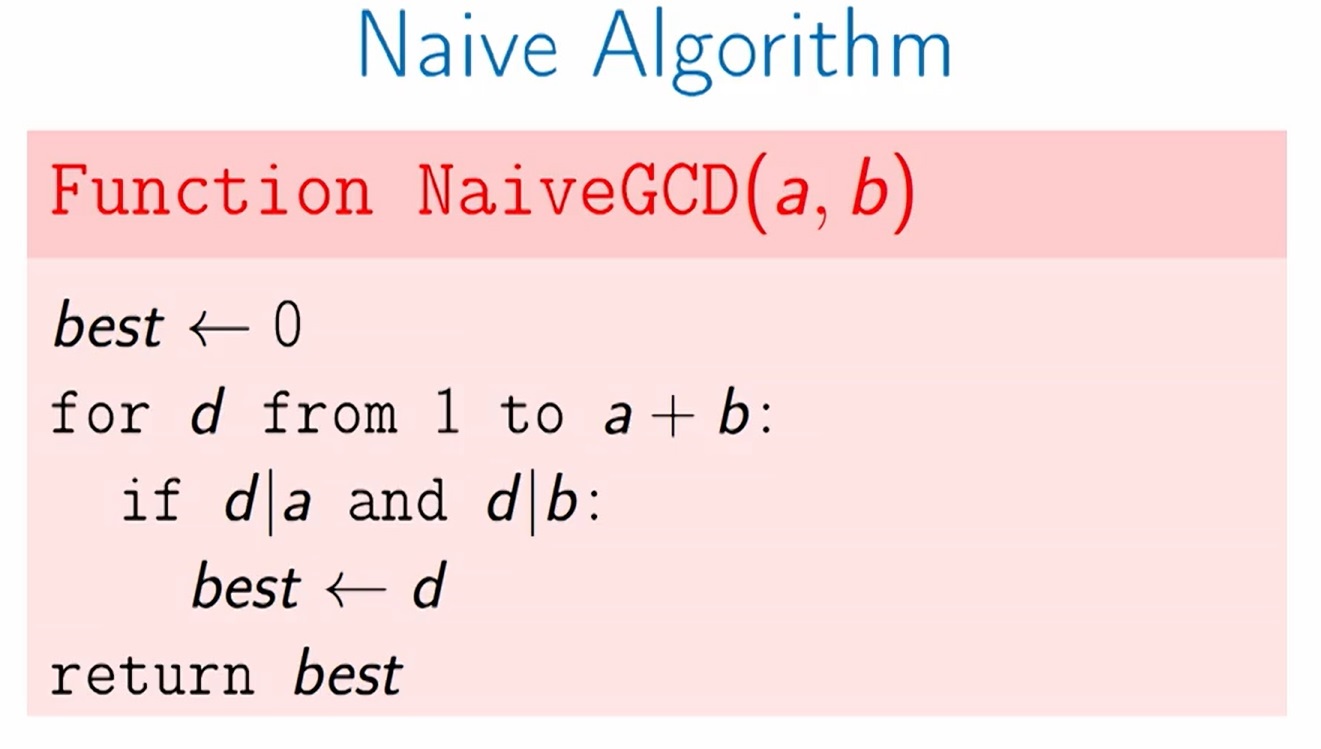 Naive Algorithm
Function NaiveGCD(a, b)
best ← 0
for d from 1 to a + b:
if d|a and d|b:
best ← d
return best